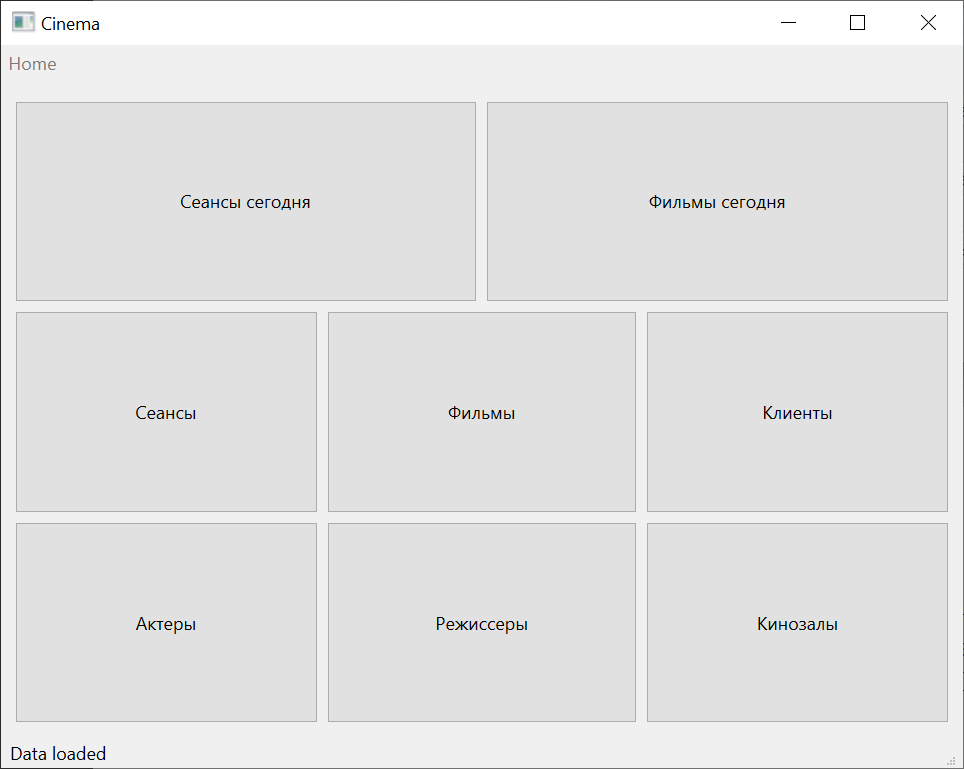 Cinema
Home
Сеансы сегодня
Фильмы сегодня
Сеансы
Фильмы
Клиенты
Актеры
Режиссеры
Кинозалы
Data loaded